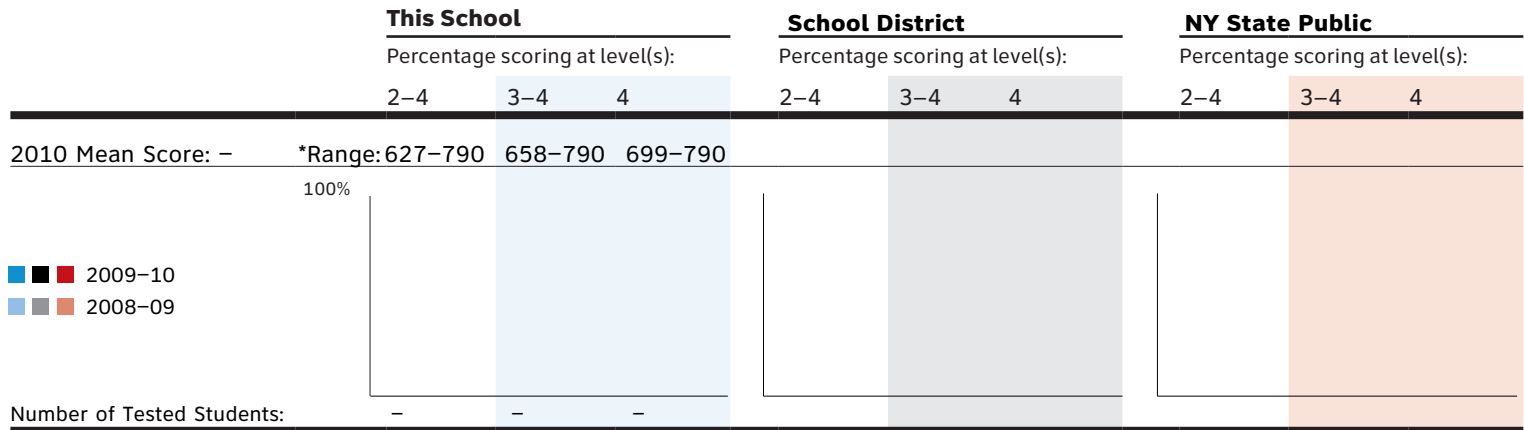 This School School District NY State Public
Percentage scoring at level(s): Percentage scoring at level(s): Percentage scoring at level(s):
2–4 3–4 4 2–4 3–4 4 2–4 3–4 4
2010 Mean Score: – *Range: 627–790 658–790 699–790
100%
2009–10
2008–09
Number of Tested Students: – – –